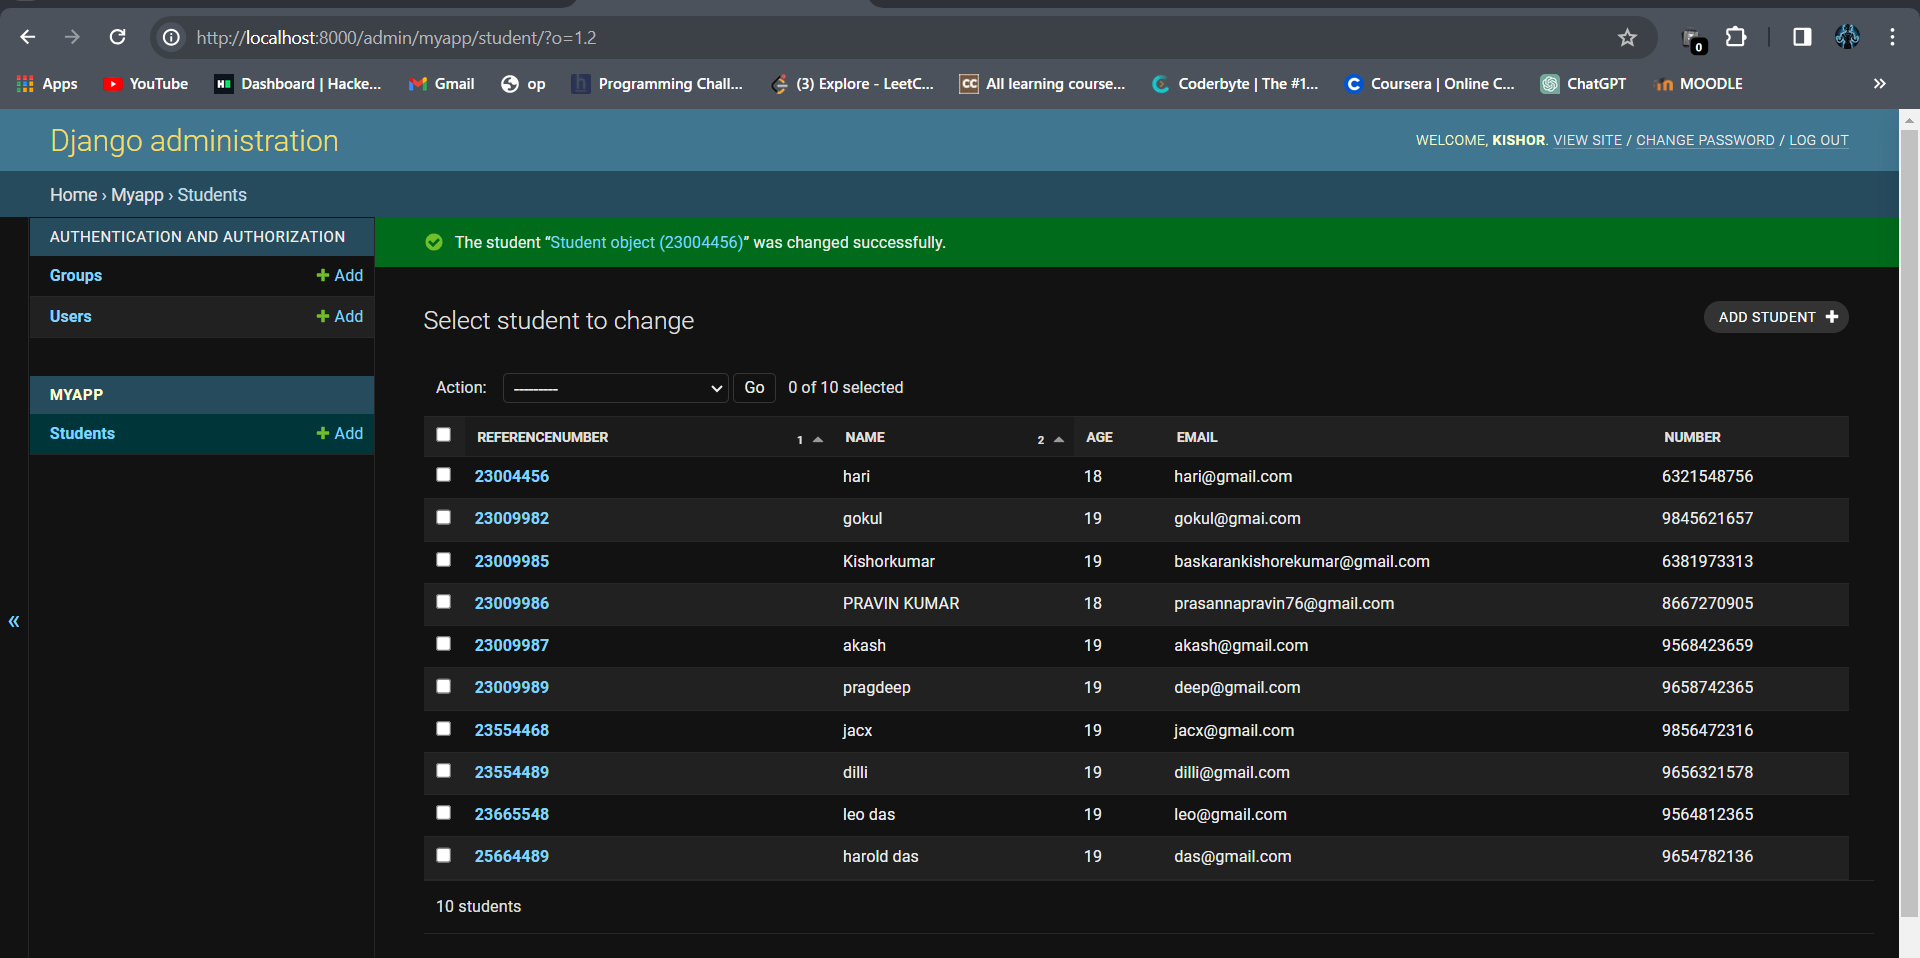 http://localhost:8000/admin/myapp/student/?o=1.2
0
Apps YouTube Dashboard | Hacke... Gmail op Programming Chall... (3) Explore - LeetC... All learning course... Coderbyte | The #1... Coursera | Online C... ChatGPT MOODLE »
Django administration
WELCOME, KISHOR. VIEW SITE / CHANGE PASSWORD / LOG OUT
Home › Myapp › Students
AUTHENTICATION AND AUTHORIZATION
Groups + Add
Users + Add
MYAPP
Students + Add
«
The student “Student object (23004456)” was changed successfully.
Select student to change
ADD STUDENT +
Action: --------- Go 0 of 10 selected
REFERENCENUMBER 1 NAME 2 AGE EMAIL NUMBER
23004456 hari 18 hari@gmail.com 6321548756
23009982 gokul 19 gokul@gmai.com 9845621657
23009985 Kishorkumar 19 baskarankishorekumar@gmail.com 6381973313
23009986 PRAVIN KUMAR 18 prasannapravin76@gmail.com 8667270905
23009987 akash 19 akash@gmail.com 9568423659
23009989 pragdeep 19 deep@gmail.com 9658742365
23554468 jacx 19 jacx@gmail.com 9856472316
23554489 dilli 19 dilli@gmail.com 9656321578
23665548 leo das 19 leo@gmail.com 9564812365
25664489 harold das 19 das@gmail.com 9654782136
10 students